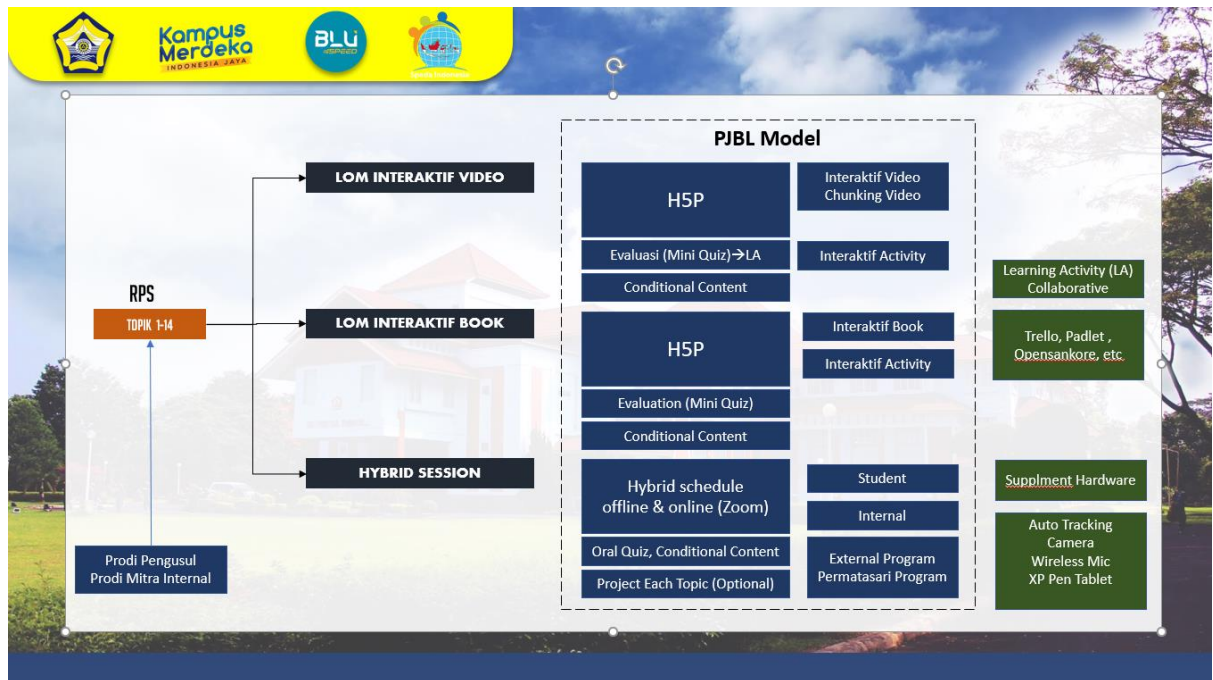 Kampus
Merdeka
INDONESIA JAYA
BLU
SPEED
PJBL Model
LOM INTERAKTIF VIDEO
H5P
Interaktif Video
Chunking Video
Evaluasi (Mini Quiz)→LA
Interaktif Activity
Conditional Content
Learning Activity (LA)
Collaborative
RPS
TOPIK 1-14
LOM INTERAKTIF BOOK
H5P
Interaktif Book
Interaktif Activity
Trello, Padlet ,
Opensankore, etc
Evaluation (Mini Quiz)
Conditional Content
HYBRID SESSION
Hybrid schedule
offline & online (Zoom)
Student
Internal
Supplment Hardware
Oral Quiz, Conditional Content
Project Each Topic (Optional)
External Program
Permatasari Program
Auto Tracking
Camera
Wireless Mic
XP Pen Tablet
Prodi Pengusul
Prodi Mitra Internal